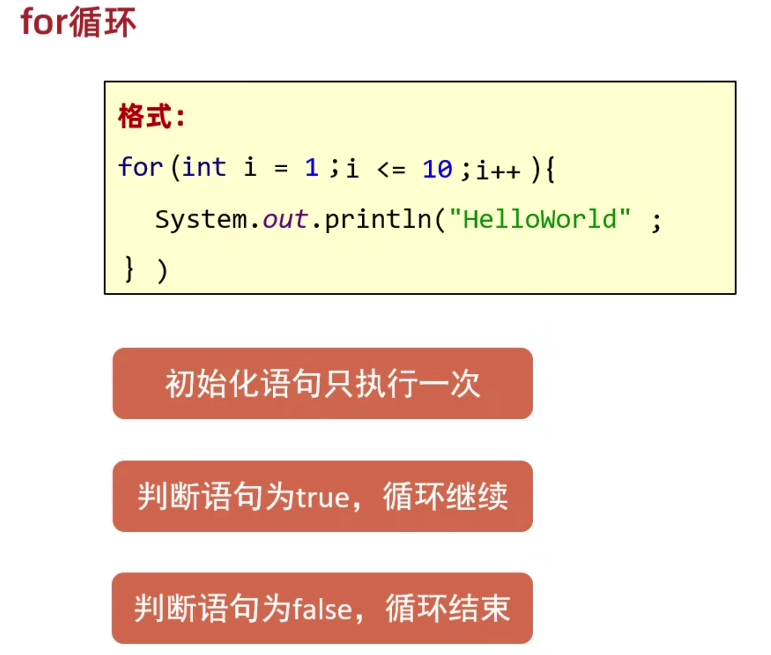 for循环
格式：
for(int i = 1;i <= 10;i++){
System.out.println("HelloWorld" ;
} )
初始化语句只执行一次
判断语句为true，循环继续
判断语句为false，循环结束